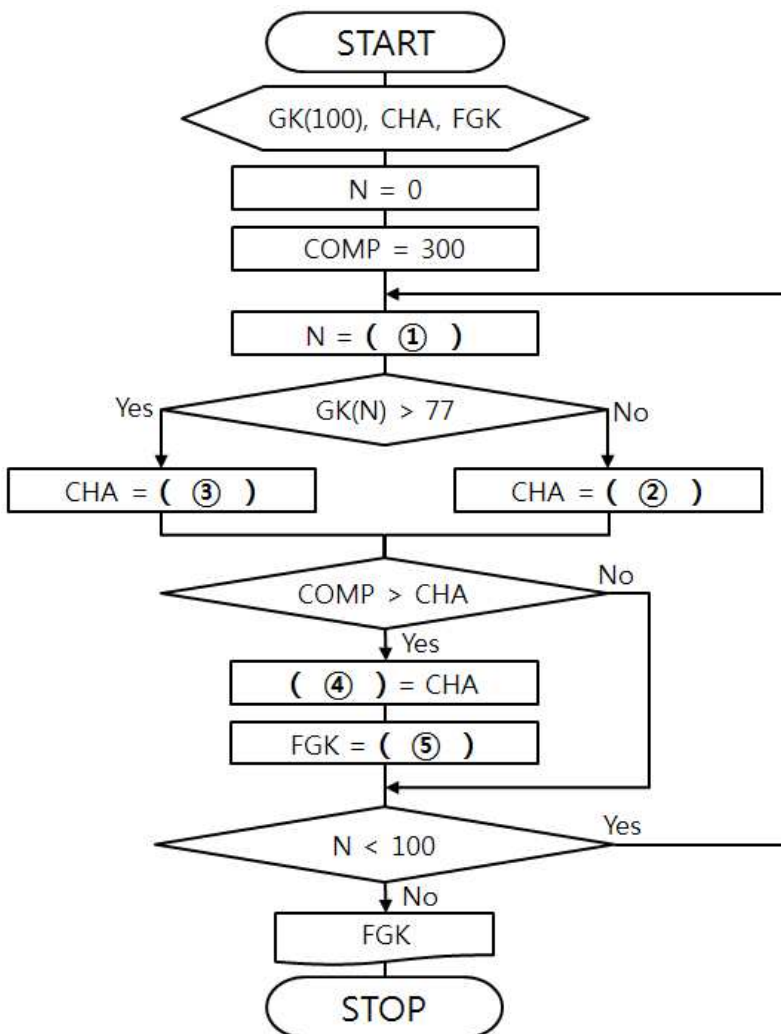 START
GK(100), CHA, FGK
N = 0
COMP = 300
N = ( ① )
GK(N) > 77
Yes
No
CHA = ( ③ )
CHA = ( ② )
COMP > CHA
No
Yes
( ④ ) = CHA
FGK = ( ⑤ )
N < 100
Yes
No
FGK
STOP